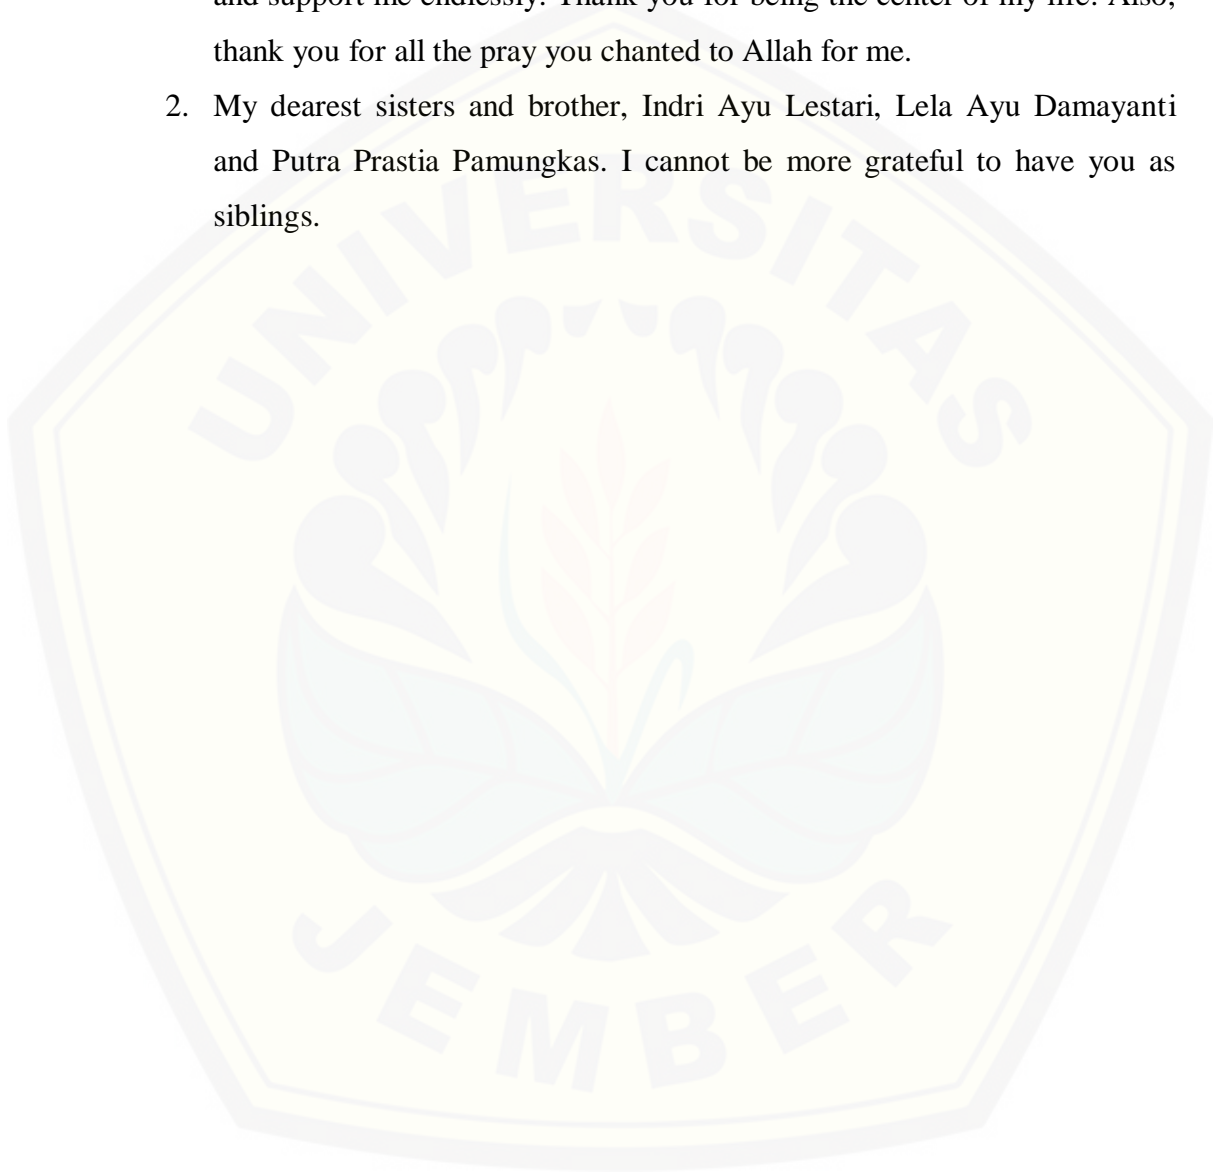 and support me endlessly. Thank you for being the center of my life. Also,
thank you for all the pray you chanted to Allah for me.
2. My dearest sisters and brother, Indri Ayu Lestari, Lela Ayu Damayanti
and Putra Prastia Pamungkas. I cannot be more grateful to have you as
siblings.
UNIVERSITAS
JEMBER